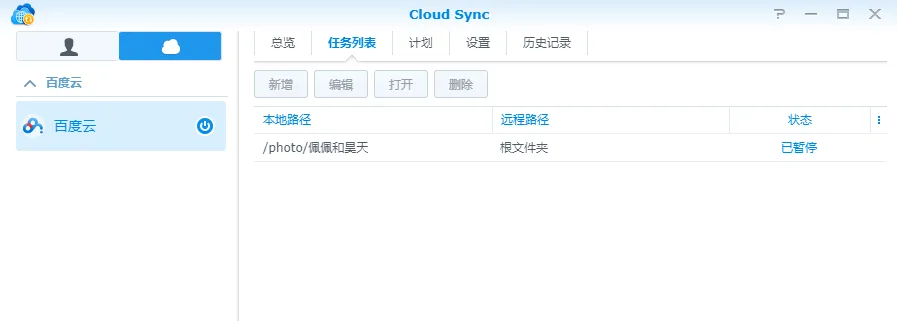 Cloud Sync
总览 任务列表 计划 设置 历史记录
百度云
新增 编辑 打开 删除
百度云
本地路径 远程路径 状态
/photo/佩佩和昊天 根文件夹 已暂停